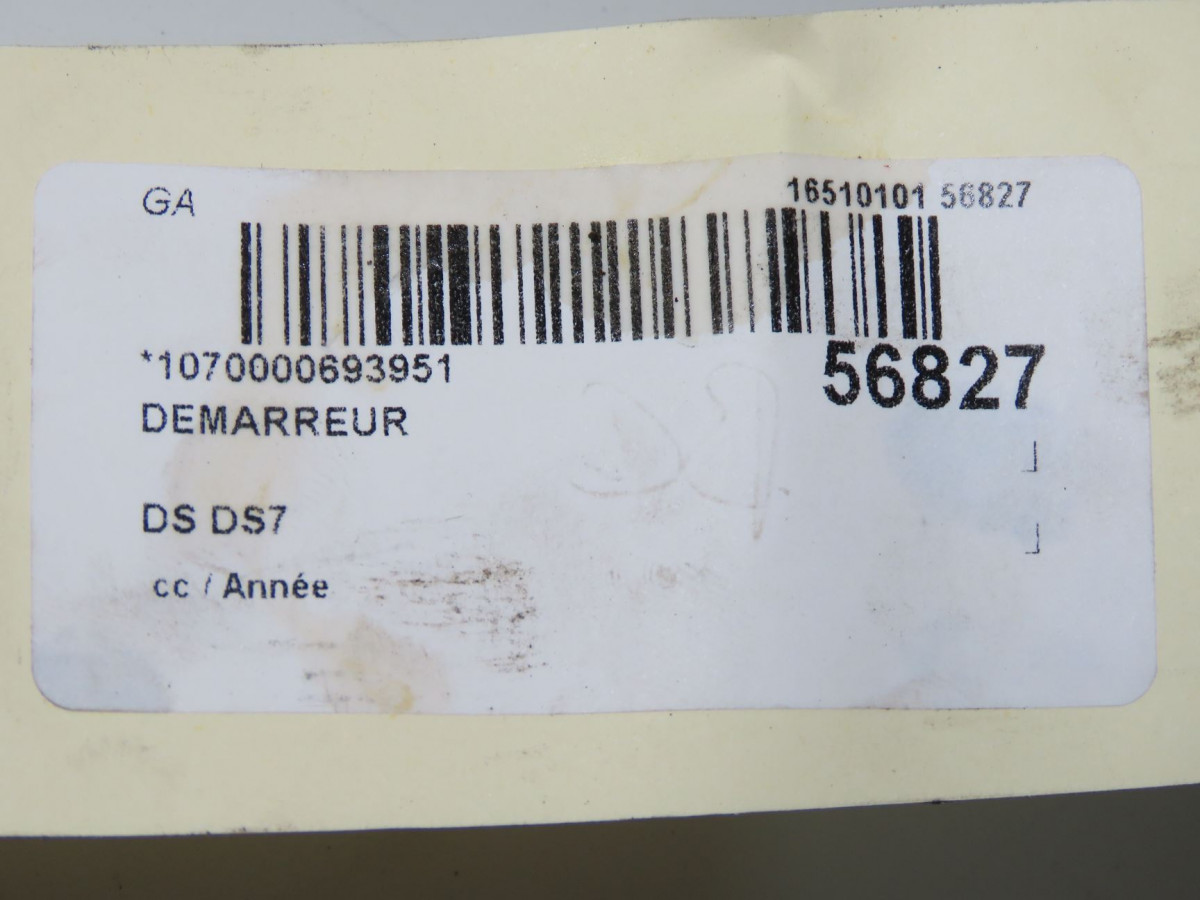 GA
16510101 56827
*1070000693951
56827
DEMARREUR
DS DS7
cc / Année